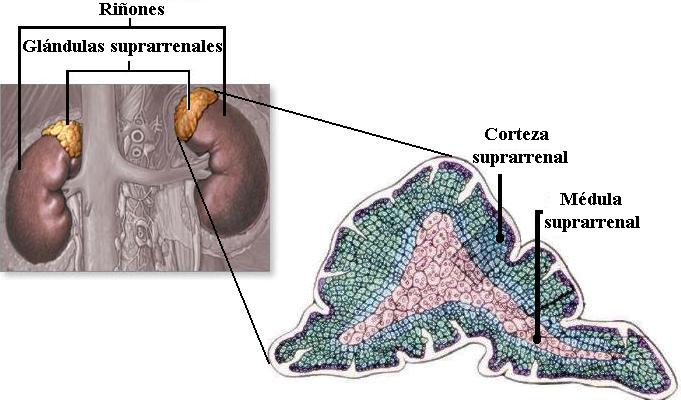 Riñones
Glándulas suprarrenales
Corteza
suprarrenal
Médula
suprarrenal